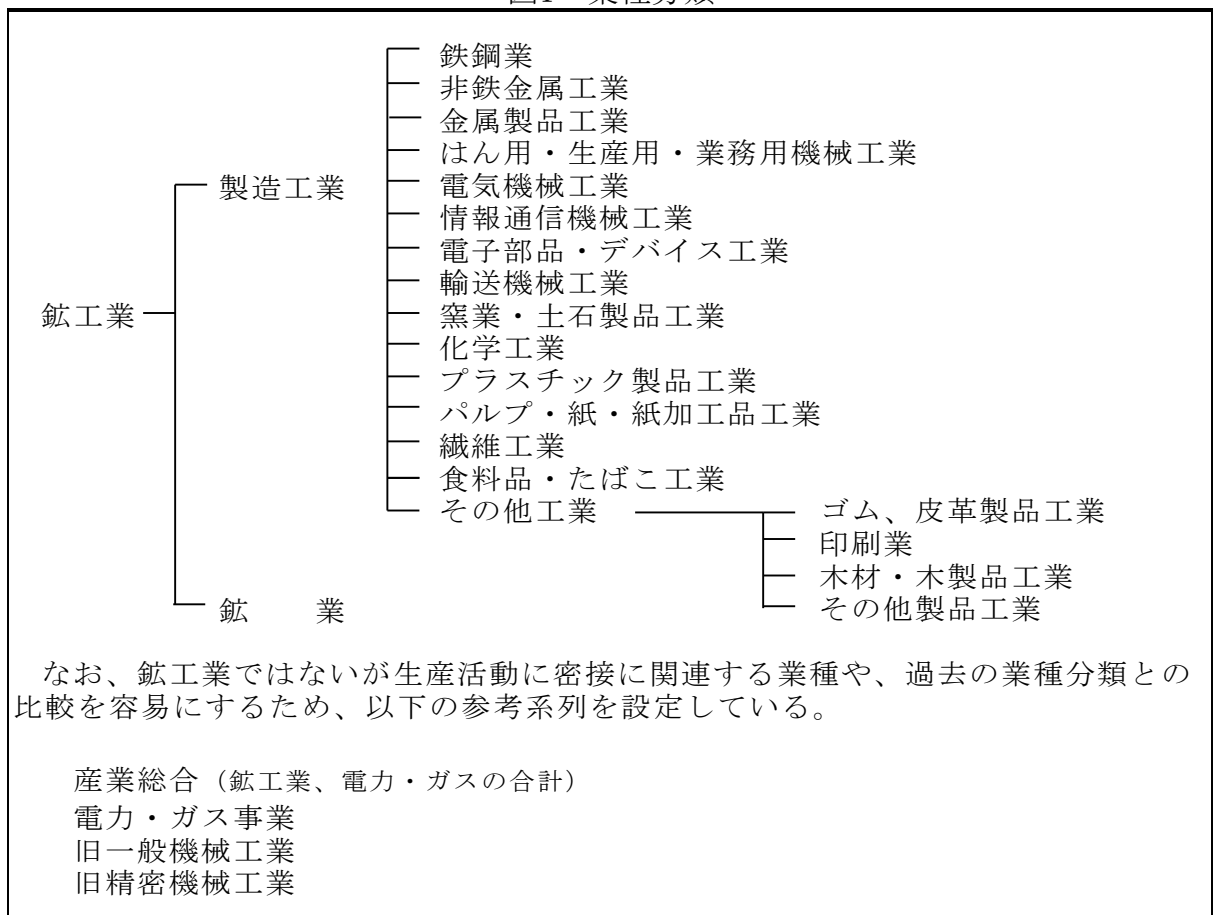 鉄鋼業
非鉄金属工業
金属製品工業
はん用・生産用・業務用機械工業
製造工業
電気機械工業
情報通信機械工業
電子部品・デバイス工業
輸送機械工業
鉱工業
窯業・土石製品工業
化学工業
プラスチック製品工業
パルプ・紙・紙加工品工業
繊維工業
食料品・たばこ工業
その他工業
ゴム、皮革製品工業
印刷業
木材・木製品工業
鉱　　業
その他製品工業
なお、鉱工業ではないが生産活動に密接に関連する業種や、過去の業種分類との
比較を容易にするため、以下の参考系列を設定している。
産業総合（鉱工業、電力・ガスの合計）
電力・ガス事業
旧一般機械工業
旧精密機械工業